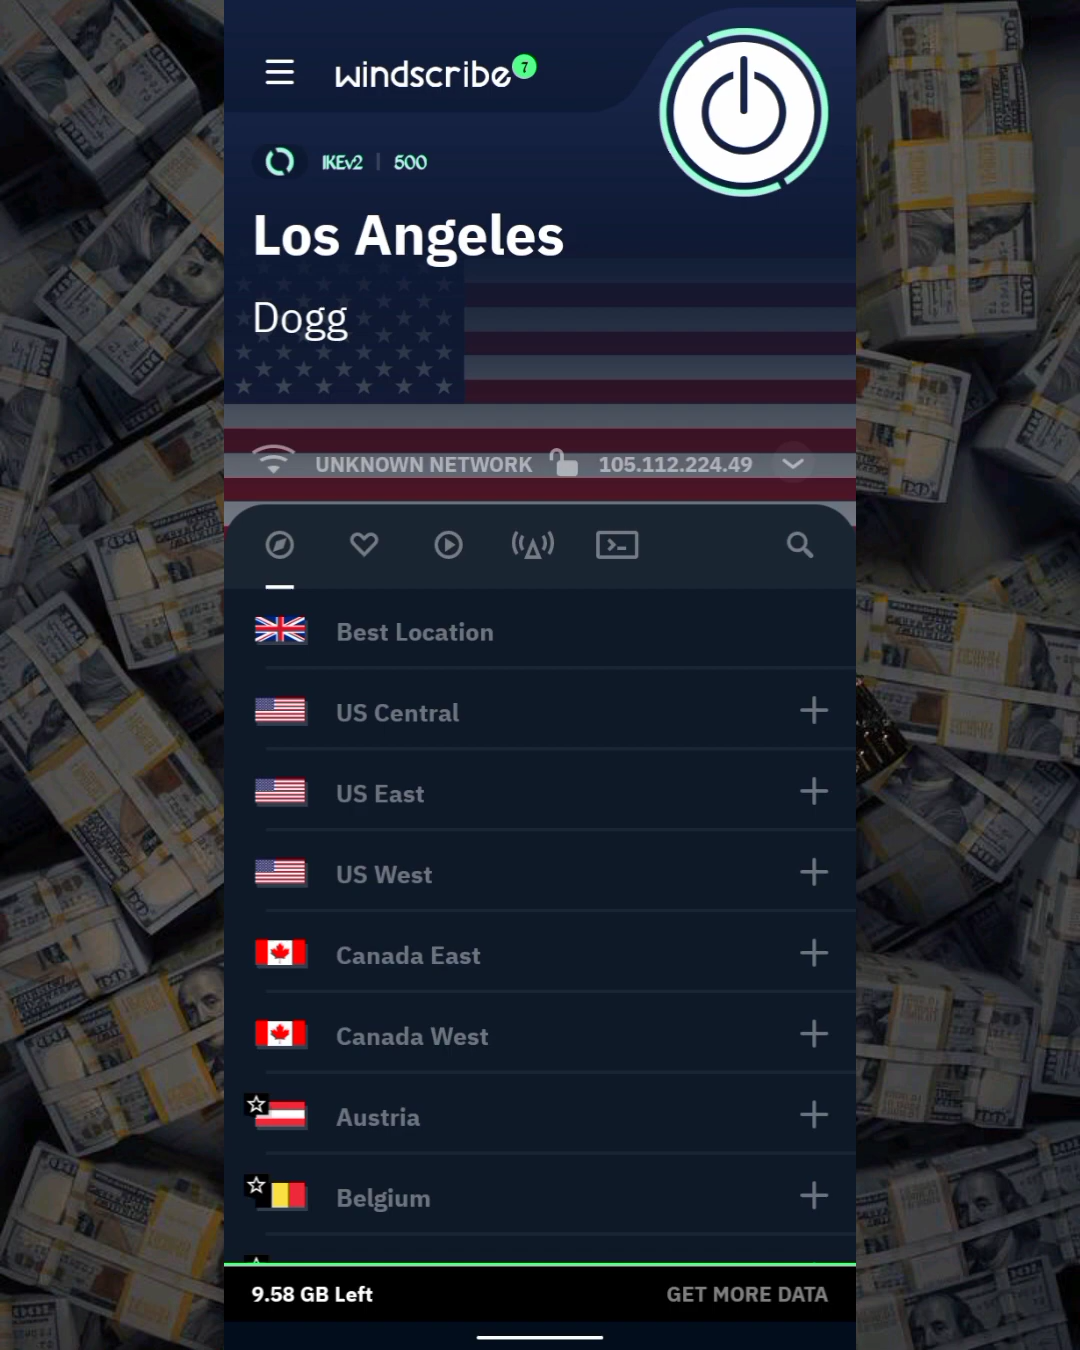 windscribe 7
IKEv2 | 500
Los Angeles
Dogg
UNKNOWN NETWORK 105.112.224.49
Best Location
US Central
US East
US West
Canada East
Canada West
Austria
Belgium
9.58 GB Left GET MORE DATA